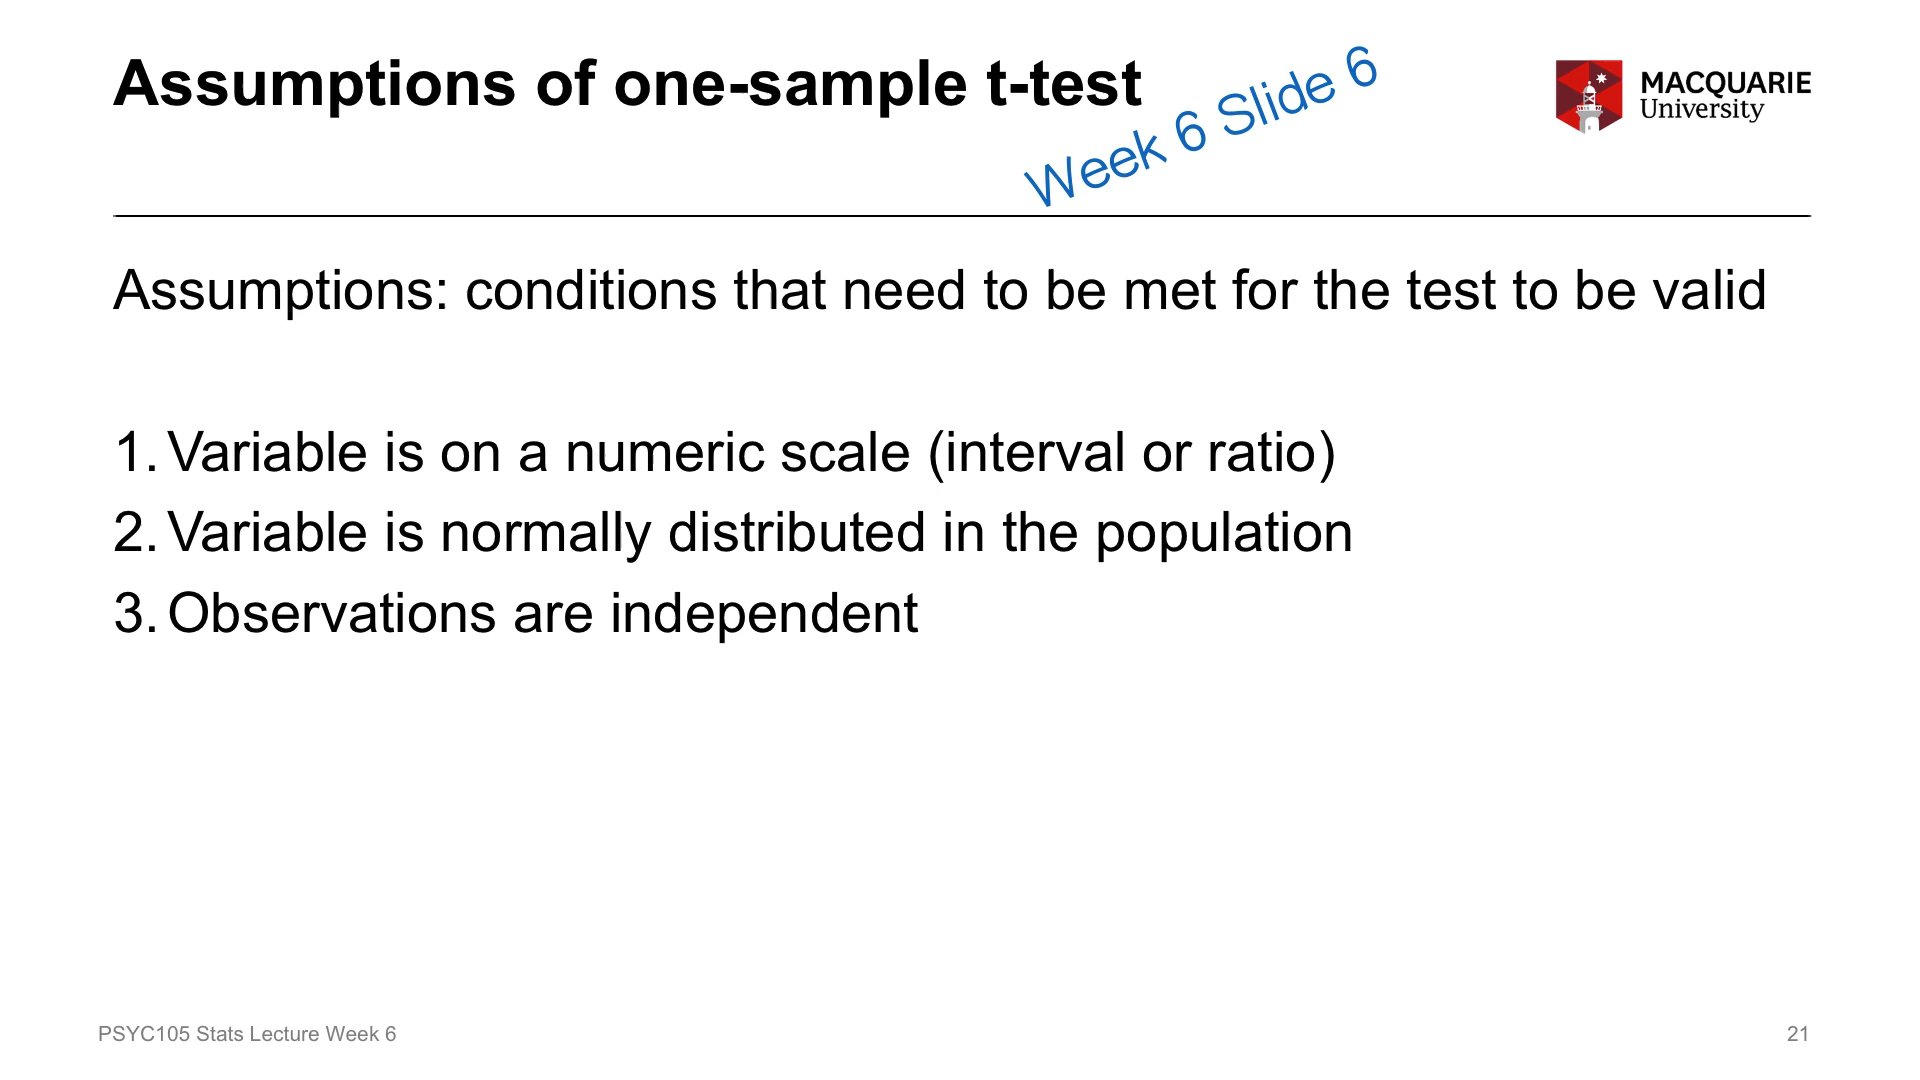 Assumptions of one-sample t-test
Week 6 Slide 6
MACQUARIE
University
Assumptions: conditions that need to be met for the test to be valid
1. Variable is on a numeric scale (interval or ratio)
2. Variable is normally distributed in the population
3. Observations are independent
PSYC105 Stats Lecture Week 6
21